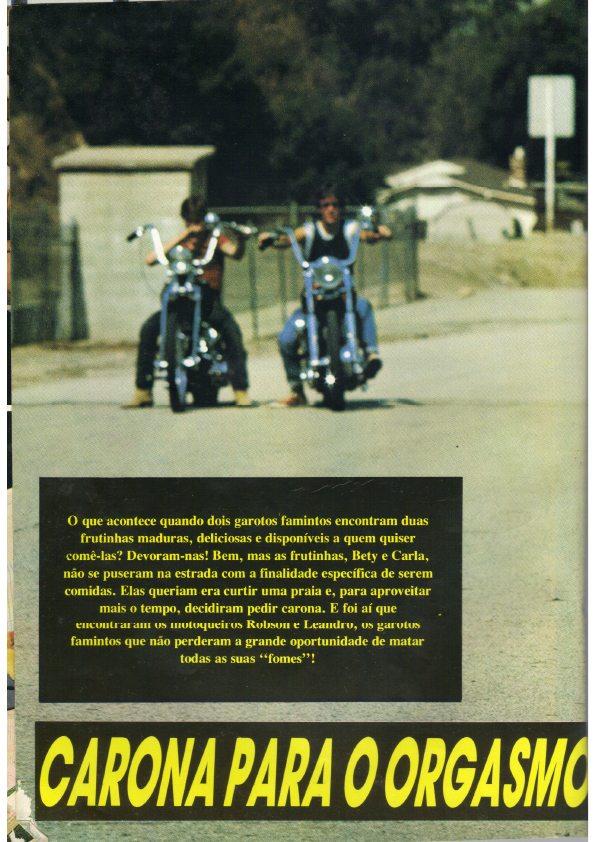 O que acontece quando dois garotos famintos encontram duas
frutinhas maduras, deliciosas e disponíveis a quem quiser
comê-las? Devoram-nas! Bem, mas as frutinhas, Bety e Carla,
não se puseram na estrada com a finalidade específica de serem
comidas. Elas queriam era curtir uma praia e, para aproveitar
mais o tempo, decidiram pedir carona. E foi aí que
encontraram os motoqueiros Robson e Leandro, os garotos
famintos que não perderam a grande oportunidade de matar
todas as suas “fomes”!
CARONA PARA O ORGASMO